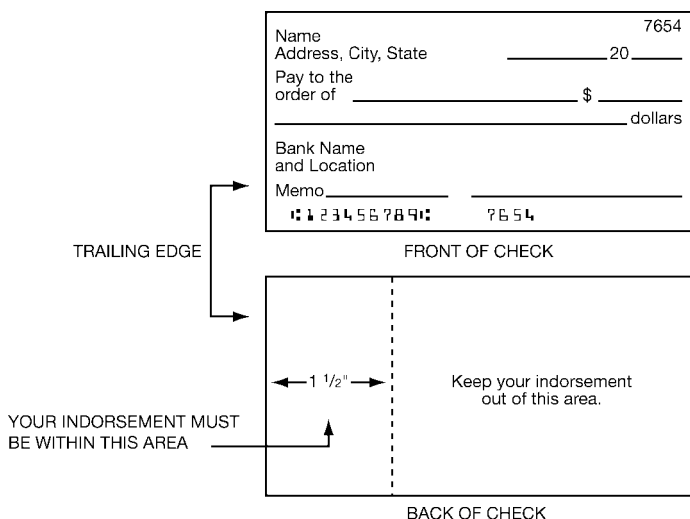 7654
Name
Address, City, State 20
Pay to the
order of $
dollars
Bank Name
and Location
Memo
⑆123456789⑆ 7654
TRAILING EDGE
FRONT OF CHECK
1 1/2"
Keep your indorsement
out of this area.
YOUR INDORSEMENT MUST
BE WITHIN THIS AREA
BACK OF CHECK